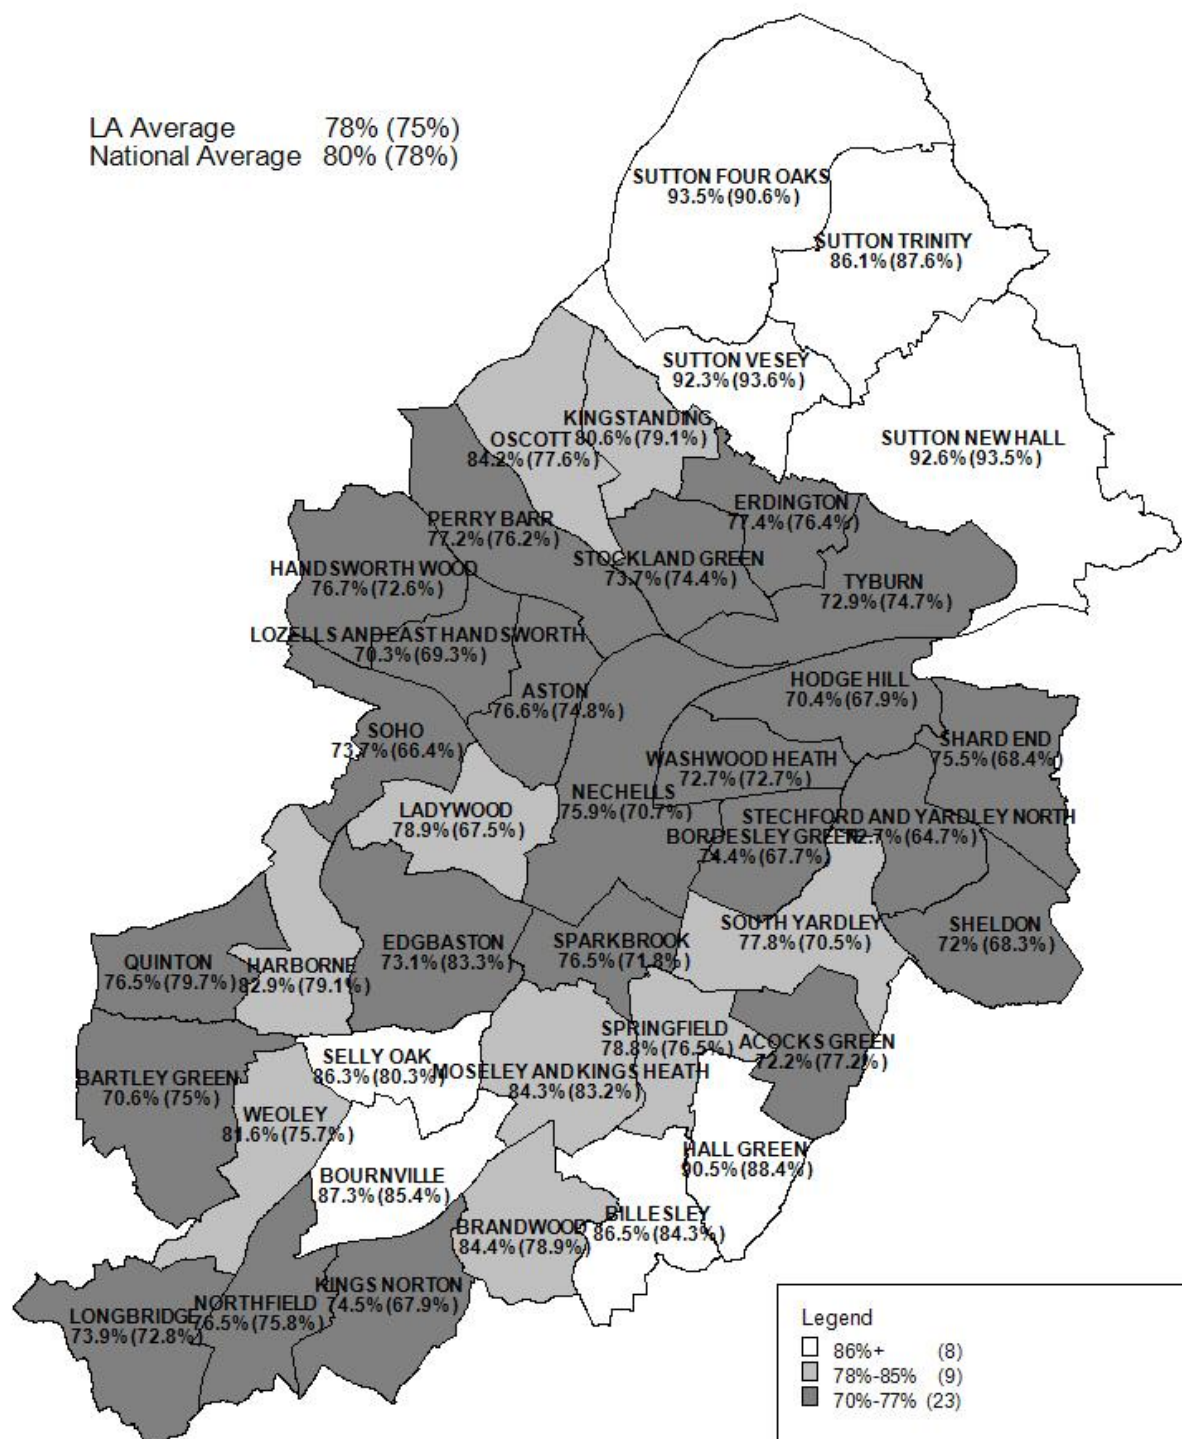 LA Average 78% (75%)
National Average 80% (78%)
SUTTON FOUR OAKS
93.5% (90.6%)
SUTTON TRINITY
86.1% (87.6%)
SUTTON VESEY
92.3% (93.6%)
SUTTON NEW HALL
92.6% (93.5%)
KINGSTANDING
80.6% (79.1%)
OSCOTT
84.2% (77.6%)
ERDINGTON
77.4% (76.4%)
PERRY BARR
77.2% (76.2%)
STOCKLAND GREEN
73.7% (74.4%)
HANDSWORTH WOOD
76.7% (72.6%)
TYBURN
72.9% (74.7%)
LOZELLS AND EAST HANDSWORTH
70.3% (69.3%)
HODGE HILL
70.4% (67.9%)
ASTON
76.6% (74.8%)
SOHO
73.7% (66.4%)
SHARD END
75.5% (68.4%)
WASHWOOD HEATH
72.7% (72.7%)
NECHELLS
75.9% (70.7%)
LADYWOOD
78.9% (67.5%)
STECHFORD AND YARDLEY NORTH
72.7% (64.7%)
BORDESLEY GREEN
74.4% (67.7%)
SOUTH YARDLEY
77.8% (70.5%)
SHELDON
72% (68.3%)
EDGBASTON
73.1% (83.3%)
SPARKBROOK
76.5% (71.8%)
QUINTON
76.5% (79.7%)
HARBORNE
82.9% (79.1%)
SPRINGFIELD
78.8% (76.5%)
ACOCKS GREEN
72.2% (77.2%)
SELLY OAK
86.3% (80.3%)
MOSELEY AND KINGS HEATH
84.3% (83.2%)
BARTLEY GREEN
70.6% (75%)
WEOLEY
81.6% (75.7%)
HALL GREEN
90.5% (88.4%)
BOURNVILLE
87.3% (85.4%)
BILLESLEY
86.5% (84.3%)
BRANDWOOD
84.4% (78.9%)
KINGS NORTON
74.5% (67.9%)
NORTHFIELD
76.5% (75.8%)
LONGBRIDGE
73.9% (72.8%)
Legend
86%+ (8)
78%-85% (9)
70%-77% (23)